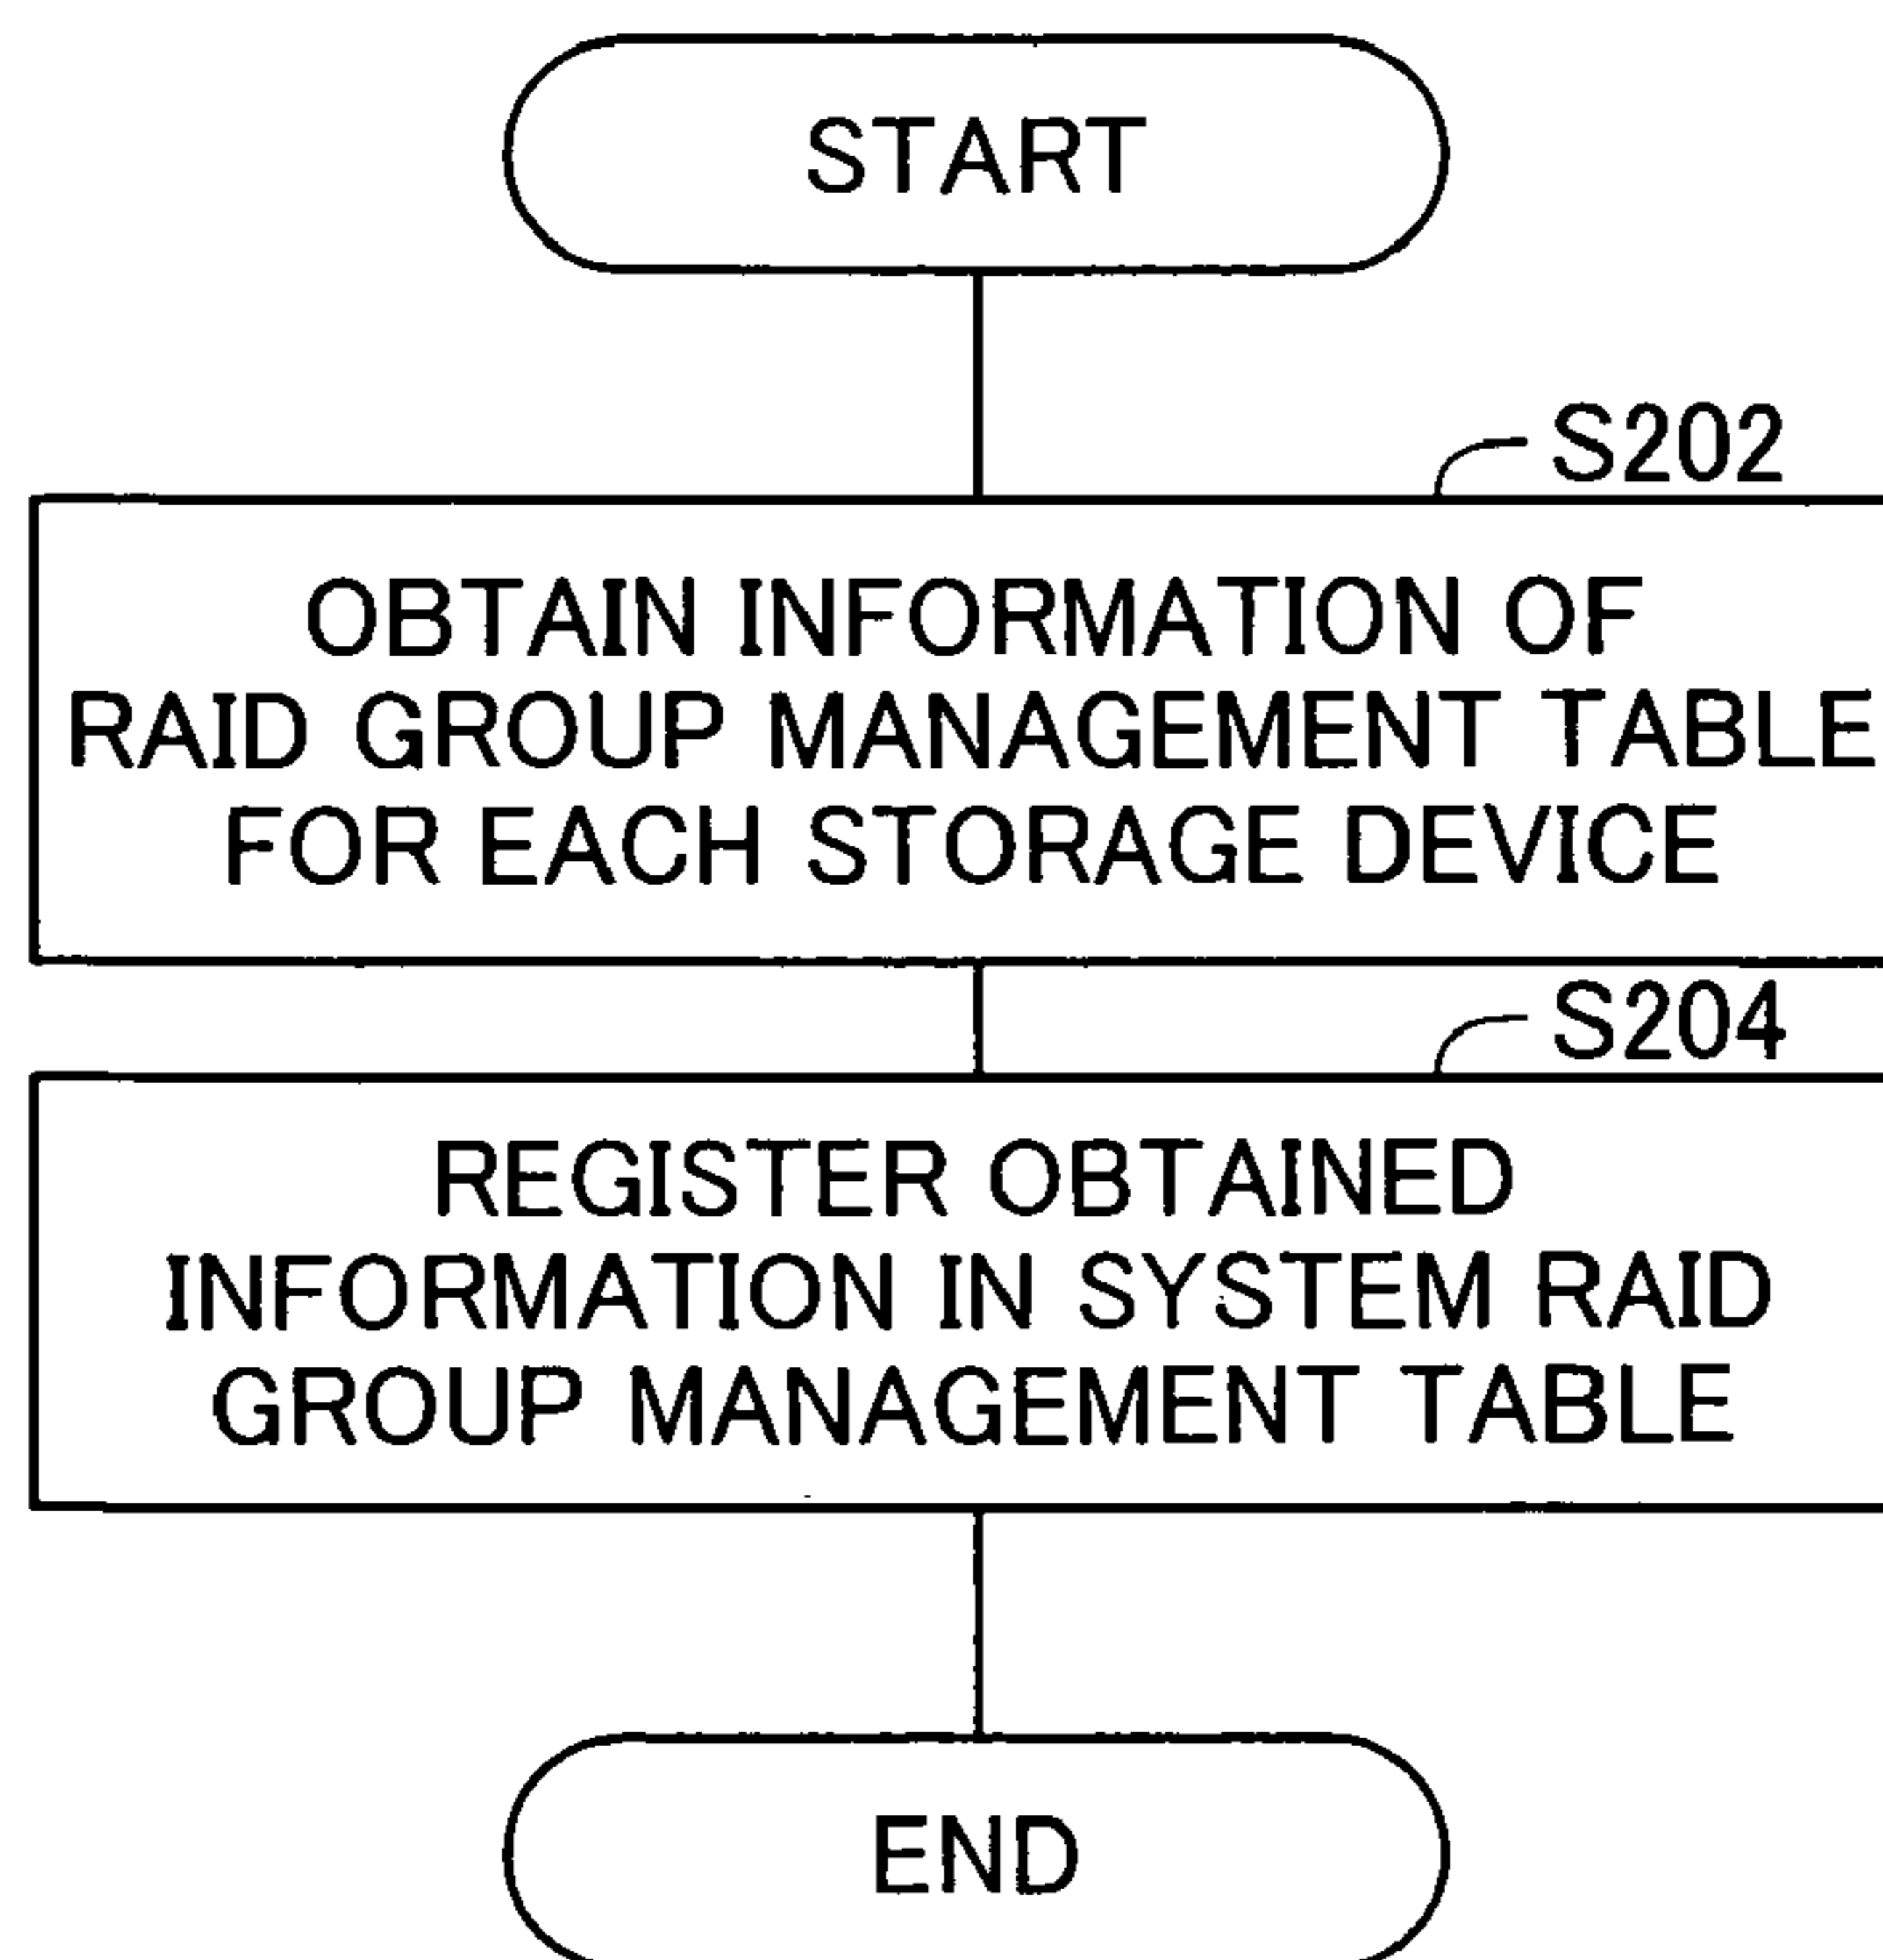 START
S202
OBTAIN INFORMATION OF
RAID GROUP MANAGEMENT TABLE
FOR EACH STORAGE DEVICE
S204
REGISTER OBTAINED
INFORMATION IN SYSTEM RAID
GROUP MANAGEMENT TABLE
END